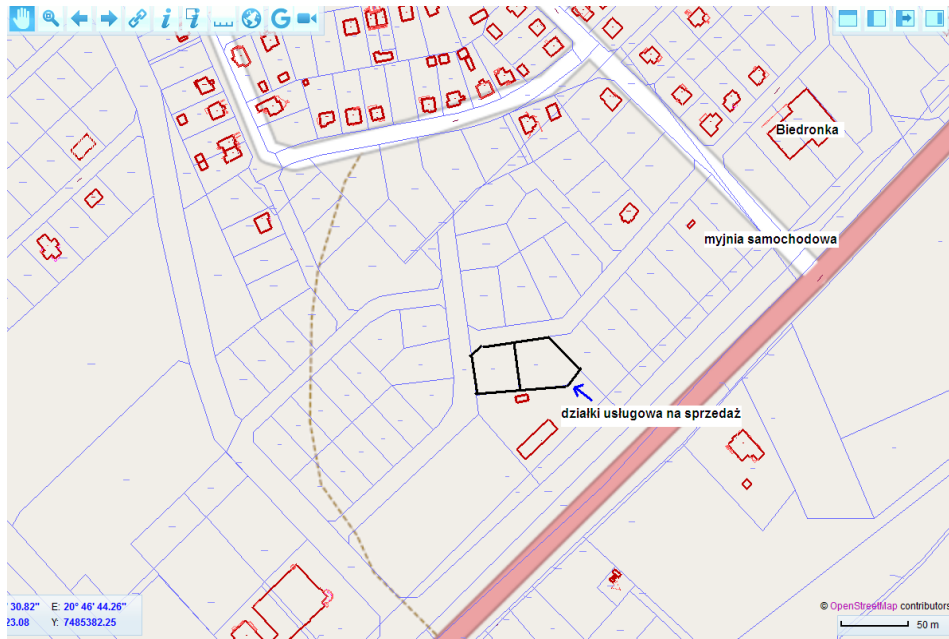 Biedronka
myjnia samochodowa
działki usługowa na sprzedaż
30.82" E: 20° 46' 44.26"
23.08 Y: 7485382.25
© OpenStreetMap contributors
50 m